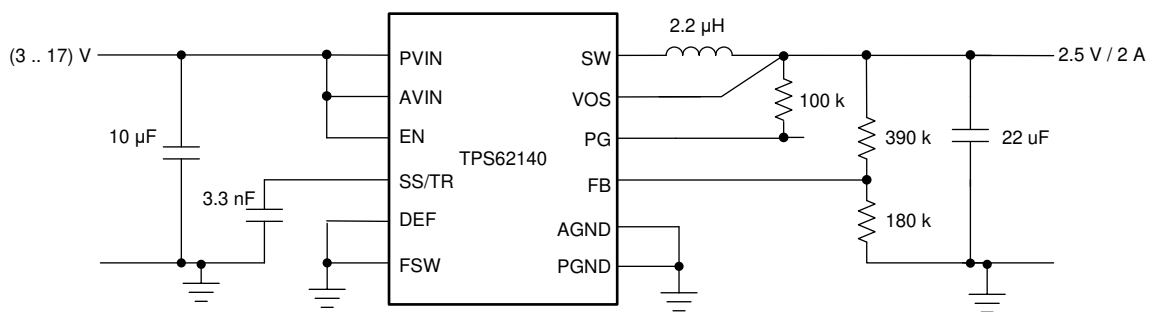 2.2 µH
(3 .. 17) V
PVIN
SW
2.5 V / 2 A
AVIN
VOS
100 k
10 µF
EN
PG
390 k
22 uF
TPS62140
3.3 nF
SS/TR
FB
DEF
AGND
180 k
FSW
PGND